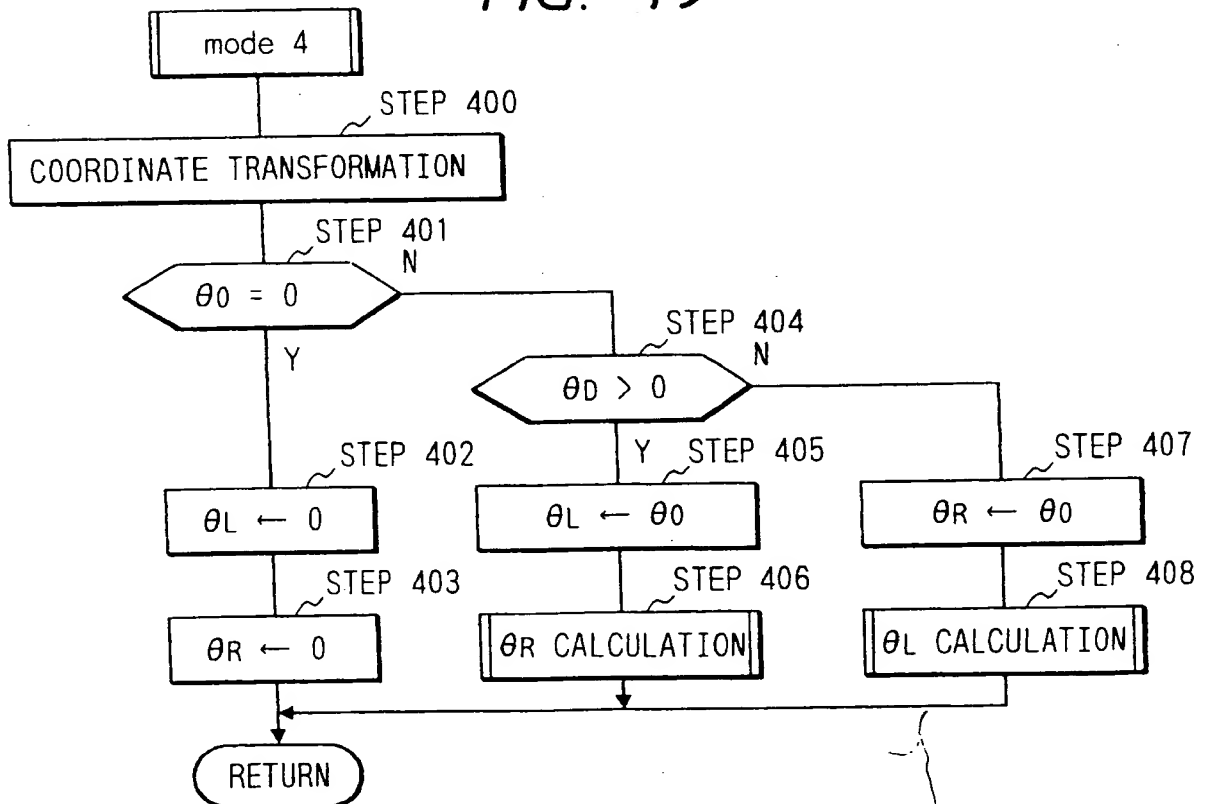 mode 4
STEP 400
COORDINATE TRANSFORMATION
STEP 401
θ0 = 0
N
Y
STEP 404
θD > 0
N
Y
STEP 402
θL ← 0
STEP 403
θR ← 0
STEP 405
θL ← θ0
STEP 406
θR CALCULATION
STEP 407
θR ← θ0
STEP 408
θL CALCULATION
RETURN